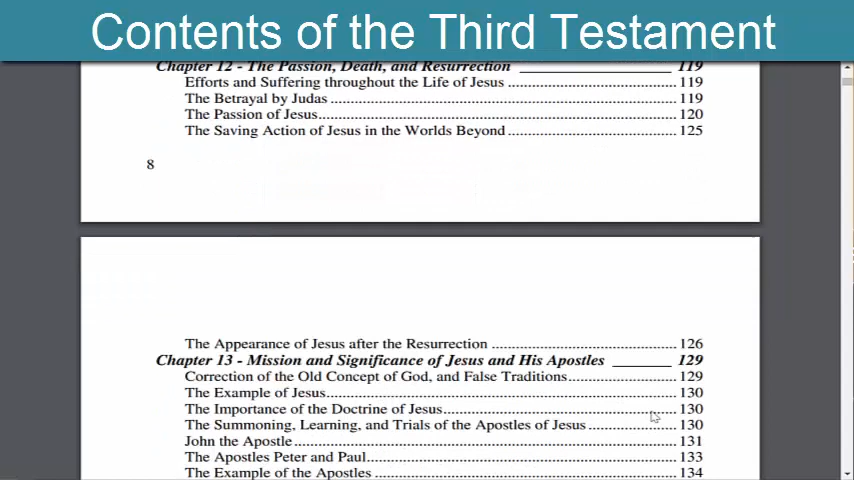 Contents of the Third Testament
Chapter 12 - The Passion, Death, and Resurrection ___________________ 119
Efforts and Suffering throughout the Life of Jesus .......................................... 119
The Betrayal by Judas ..................................................................................... 119
The Passion of Jesus........................................................................................ 120
The Saving Action of Jesus in the Worlds Beyond .......................................... 125
8
The Appearance of Jesus after the Resurrection .............................................. 126
Chapter 13 - Mission and Significance of Jesus and His Apostles _______ 129
Correction of the Old Concept of God, and False Traditions........................... 129
The Example of Jesus...................................................................................... 130
The Importance of the Doctrine of Jesus.......................................................... 130
The Summoning, Learning, and Trials of the Apostles of Jesus ...................... 130
John the Apostle .............................................................................................. 131
The Apostles Peter and Paul............................................................................. 133
The Example of the Apostles ........................................................................... 134